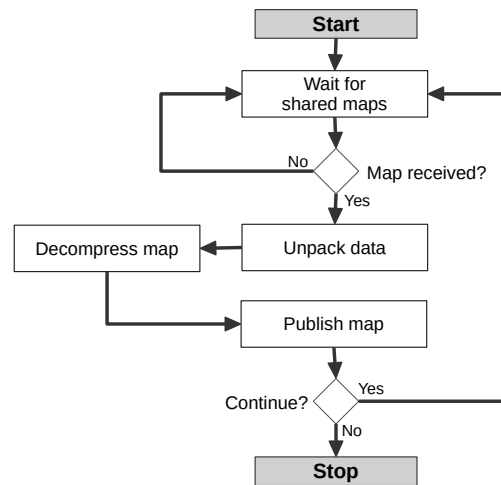 Start
Wait for
shared maps
No
Map received?
Yes
Decompress map
Unpack data
Publish map
Continue?
Yes
No
Stop